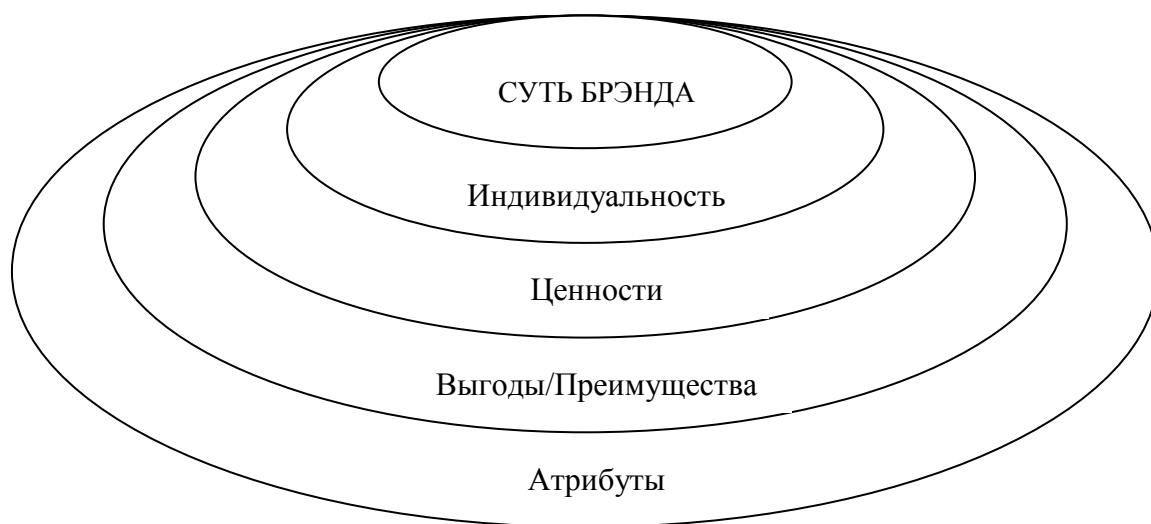 СУТЬ БРЭНДА
Индивидуальность
Ценности
Выгоды/Преимущества
Атрибуты